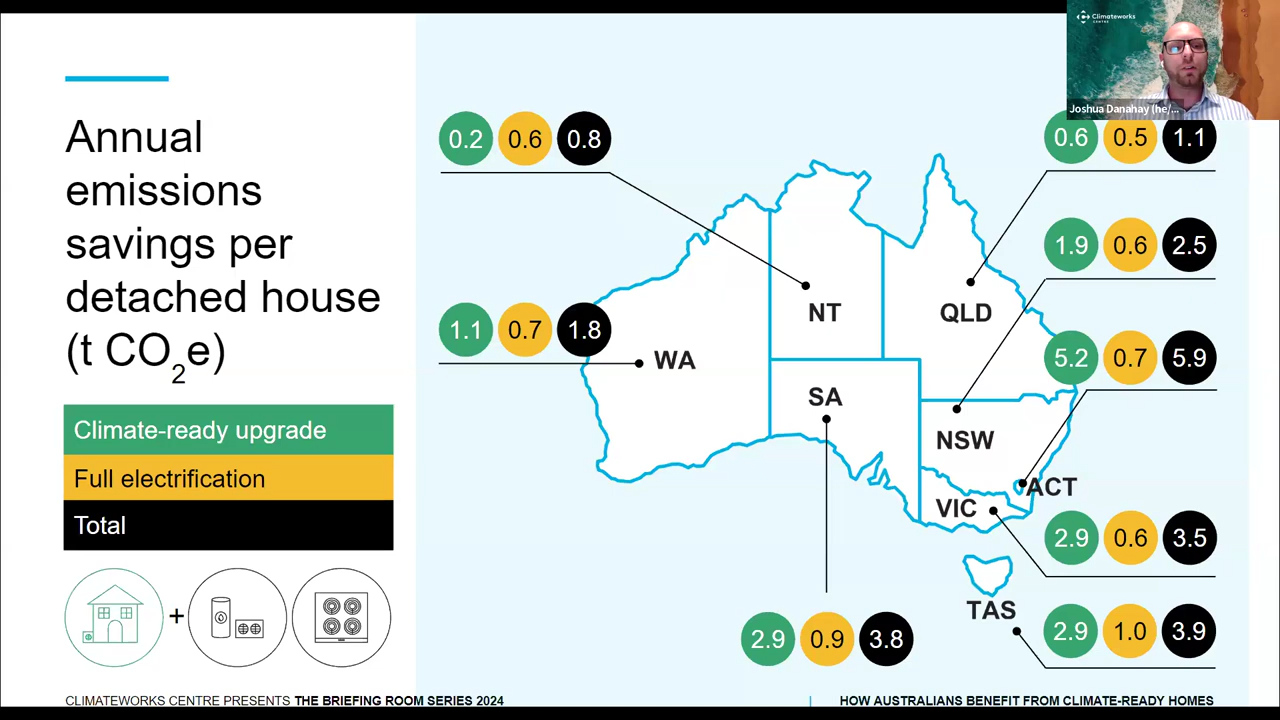 Climateworks
CENTRE
Joshua Danahay (he/...
Annual
emissions
savings per
detached house
(t CO2e)
Climate-ready upgrade
Full electrification
Total
+
0.2 0.6 0.8
0.6 0.5 1.1
1.9 0.6 2.5
NT
QLD
1.1 0.7 1.8
WA
5.2 0.7 5.9
SA
NSW
ACT
VIC
2.9 0.6 3.5
TAS
2.9 0.9 3.8
2.9 1.0 3.9
CLIMATEWORKS CENTRE PRESENTS THE BRIEFING ROOM SERIES 2024
HOW AUSTRALIANS BENEFIT FROM CLIMATE-READY HOMES